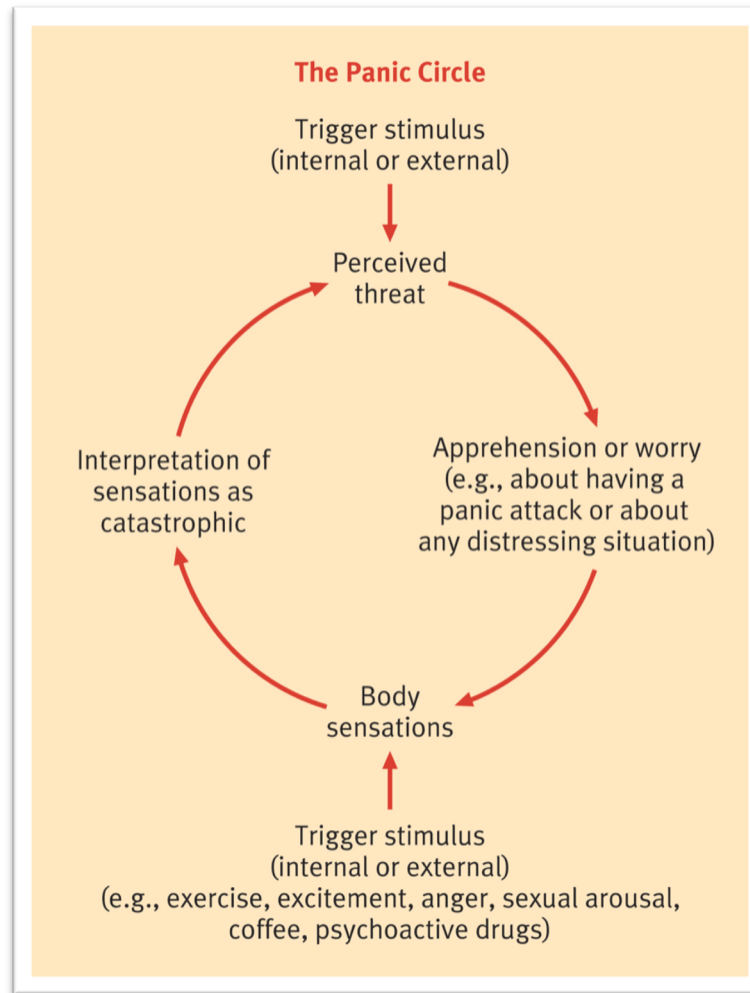 The Panic Circle
Trigger stimulus
(internal or external)
Perceived
threat
Apprehension or worry
(e.g., about having a
panic attack or about
any distressing situation)
Body
sensations
Interpretation of
sensations as
catastrophic
Trigger stimulus
(internal or external)
(e.g., exercise, excitement, anger, sexual arousal,
coffee, psychoactive drugs)